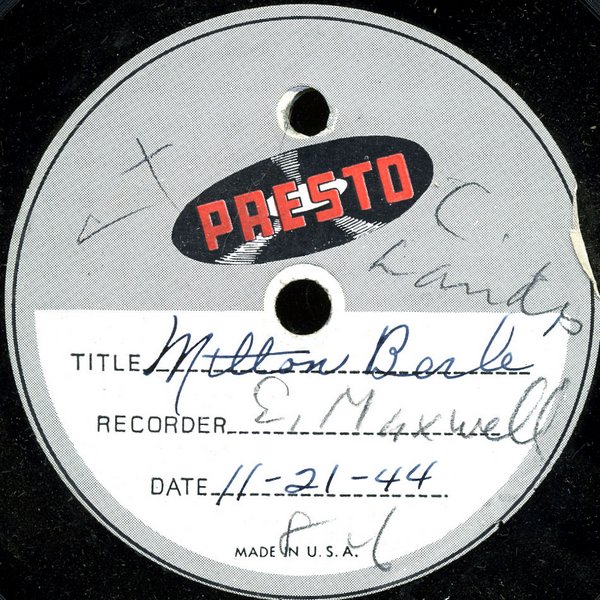 PRESTO
C.
TITLE Milton Berle
RECORDER E. Maxwell
DATE 11-21-44
MADE IN U.S.A.